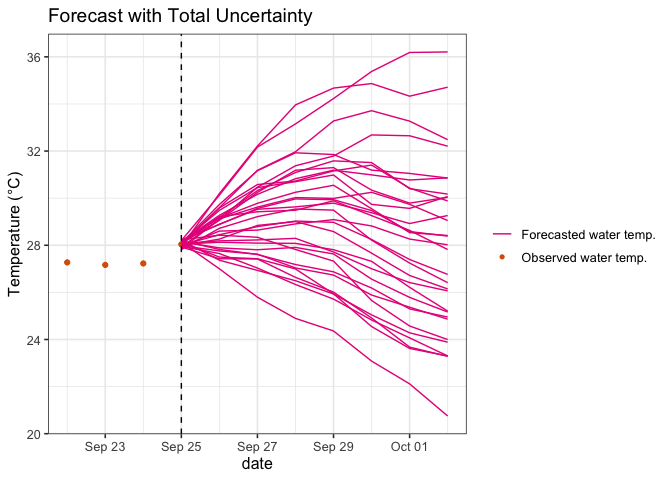 Forecast with Total Uncertainty
36
32
28
24
20
Temperature (°C)
Sep 23 Sep 25 Sep 27 Sep 29 Oct 01
date
Forecasted water temp.
Observed water temp.